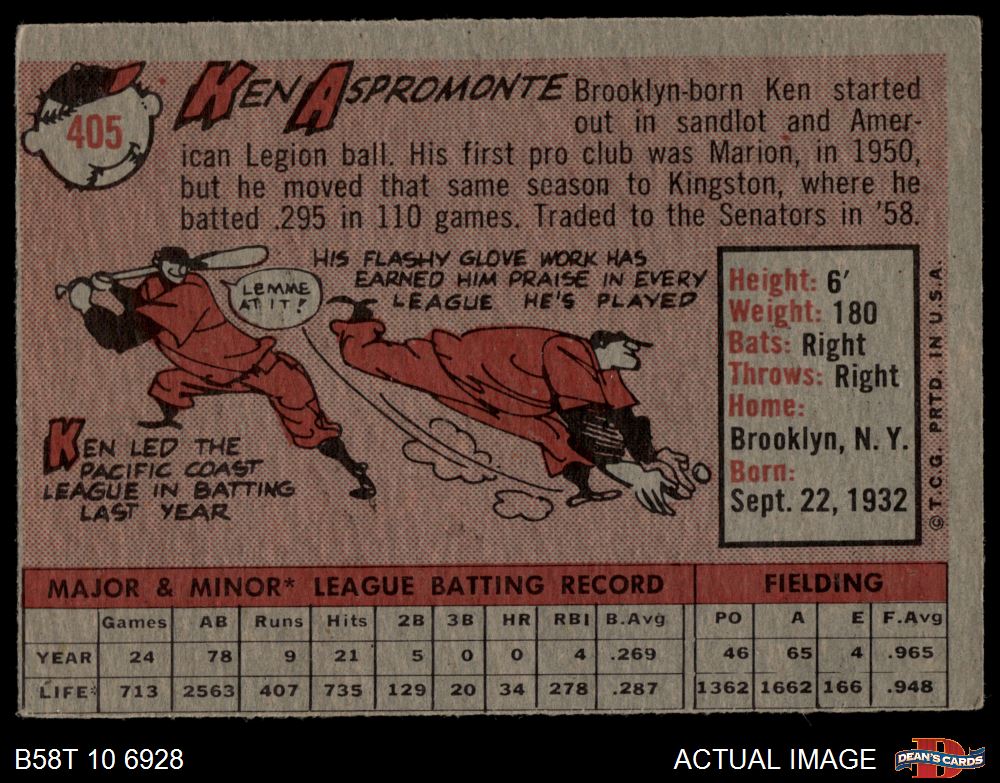 405
KEN ASPROMONTE
Brooklyn-born Ken started
out in sandlot and Amer-
ican Legion ball. His first pro club was Marion, in 1950,
but he moved that same season to Kingston, where he
batted .295 in 110 games. Traded to the Senators in '58.
HIS FLASHY GLOVE WORK HAS
EARNED HIM PRAISE IN EVERY
LEAGUE HE'S PLAYED
LEMME
AT IT!
KEN LED THE
PACIFIC COAST
LEAGUE IN BATTING
LAST YEAR
Height: 6'
Weight: 180
Bats: Right
Throws: Right
Home:
Brooklyn, N. Y.
Born:
Sept. 22, 1932
©T.C.G. PRTD. IN U.S.A.
MAJOR & MINOR* LEAGUE BATTING RECORD FIELDING
Games AB Runs Hits 2B 3B HR RBI B.Avg PO A E F.Avg
YEAR 24 78 9 21 5 0 0 4 .269 46 65 4 .965
LIFE* 713 2563 407 735 129 20 34 278 .287 1362 1662 166 .948
B58T 10 6928 ACTUAL IMAGE
D
DEAN'S CARDS